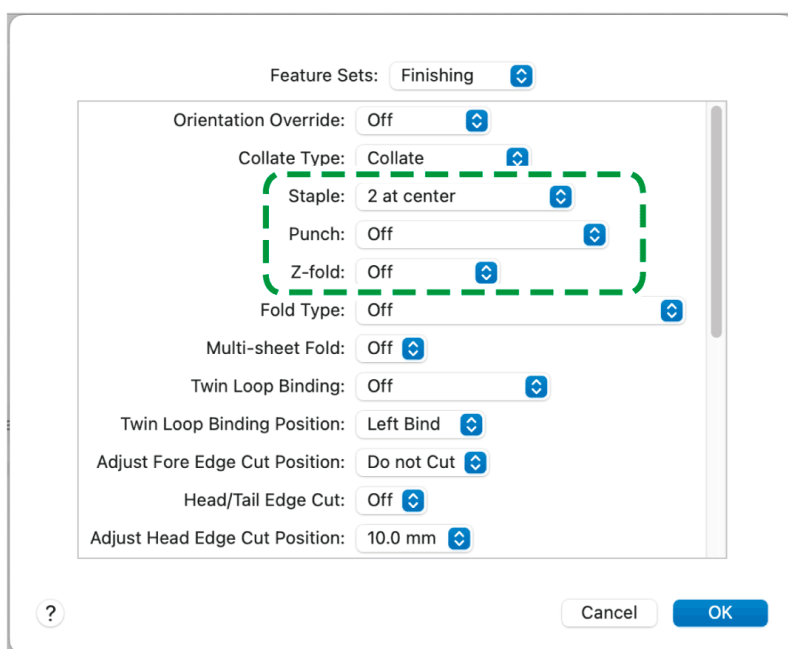 Feature Sets: Finishing
Orientation Override: Off
Collate Type: Collate
Staple: 2 at center
Punch: Off
Z-fold: Off
Fold Type: Off
Multi-sheet Fold: Off
Twin Loop Binding: Off
Twin Loop Binding Position: Left Bind
Adjust Fore Edge Cut Position: Do not Cut
Head/Tail Edge Cut: Off
Adjust Head Edge Cut Position: 10.0 mm
? Cancel OK